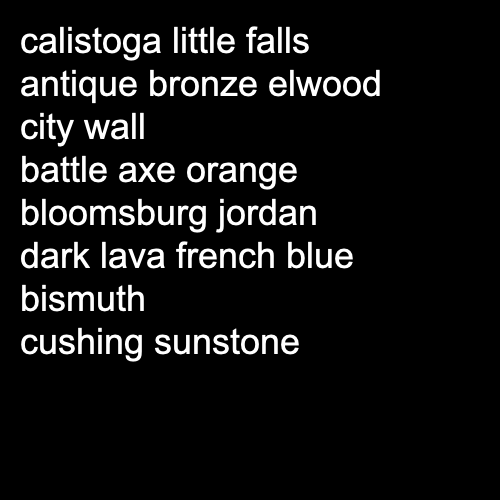 calistoga little falls
antique bronze elwood
city wall
battle axe orange
bloomsburg jordan
dark lava french blue
bismuth
cushing sunstone